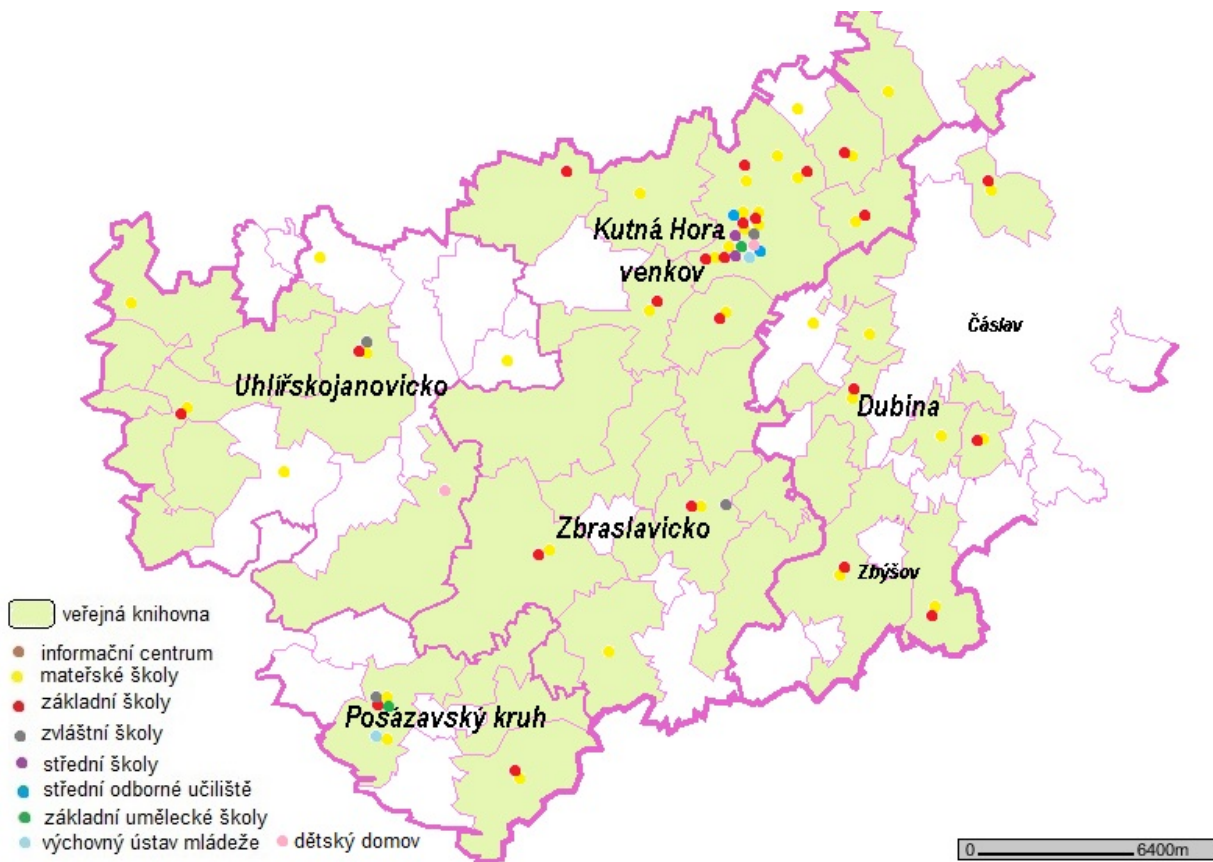 Kutná Hora
venkov
Čáslav
Uhlířskojanovicko
Dubina
Zbraslavicko
Zbýšov
Posázavský kruh
veřejná knihovna
informační centrum
mateřské školy
základní školy
zvláštní školy
střední školy
střední odborné učiliště
základní umělecké školy
výchovný ústav mládeže
dětský domov
0 6400m